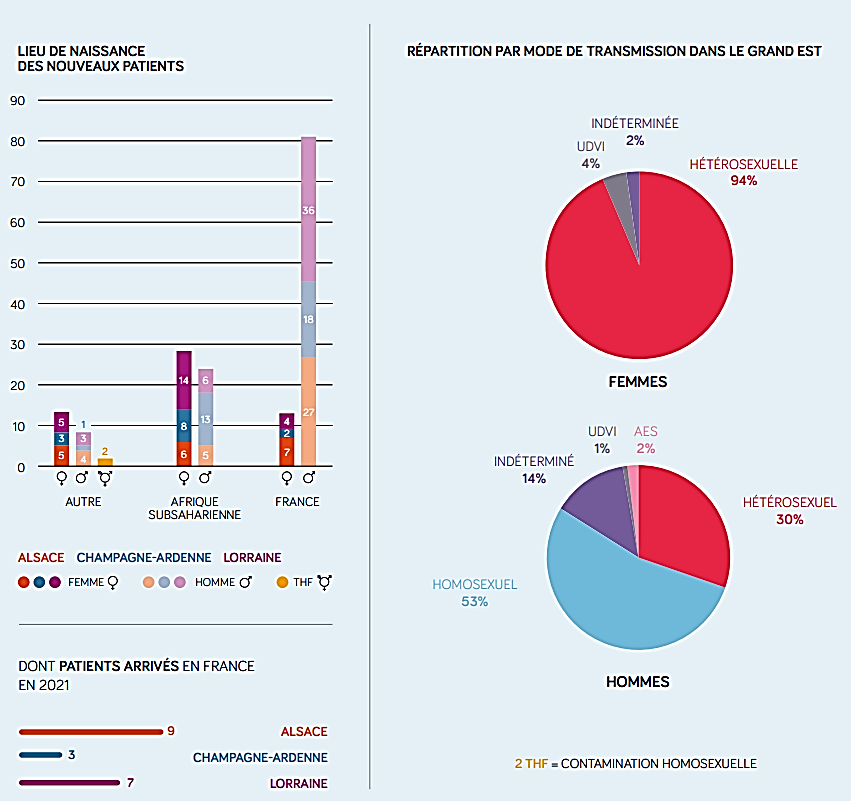 LIEU DE NAISSANCE
DES NOUVEAUX PATIENTS
90
80
70
60
50
40
30
20
10
0
5
3
5
1
3
4
2
14
8
6
6
13
5
4
2
7
36
18
27
♀ ♂ ⚧
♀ ♂
♀ ♂
AUTRE
AFRIQUE
SUBSAHARIENNE
FRANCE
ALSACE CHAMPAGNE-ARDENNE LORRAINE
FEMME ♀ HOMME ♂ THF ⚧
DONT PATIENTS ARRIVÉS EN FRANCE
EN 2021
9 ALSACE
3 CHAMPAGNE-ARDENNE
7 LORRAINE
RÉPARTITION PAR MODE DE TRANSMISSION DANS LE GRAND EST
INDÉTERMINÉE
2%
UDVI
4%
HÉTÉROSEXUELLE
94%
FEMMES
UDVI
1%
AES
2%
INDÉTERMINÉ
14%
HÉTÉROSEXUEL
30%
HOMOSEXUEL
53%
HOMMES
2 THF = CONTAMINATION HOMOSEXUELLE